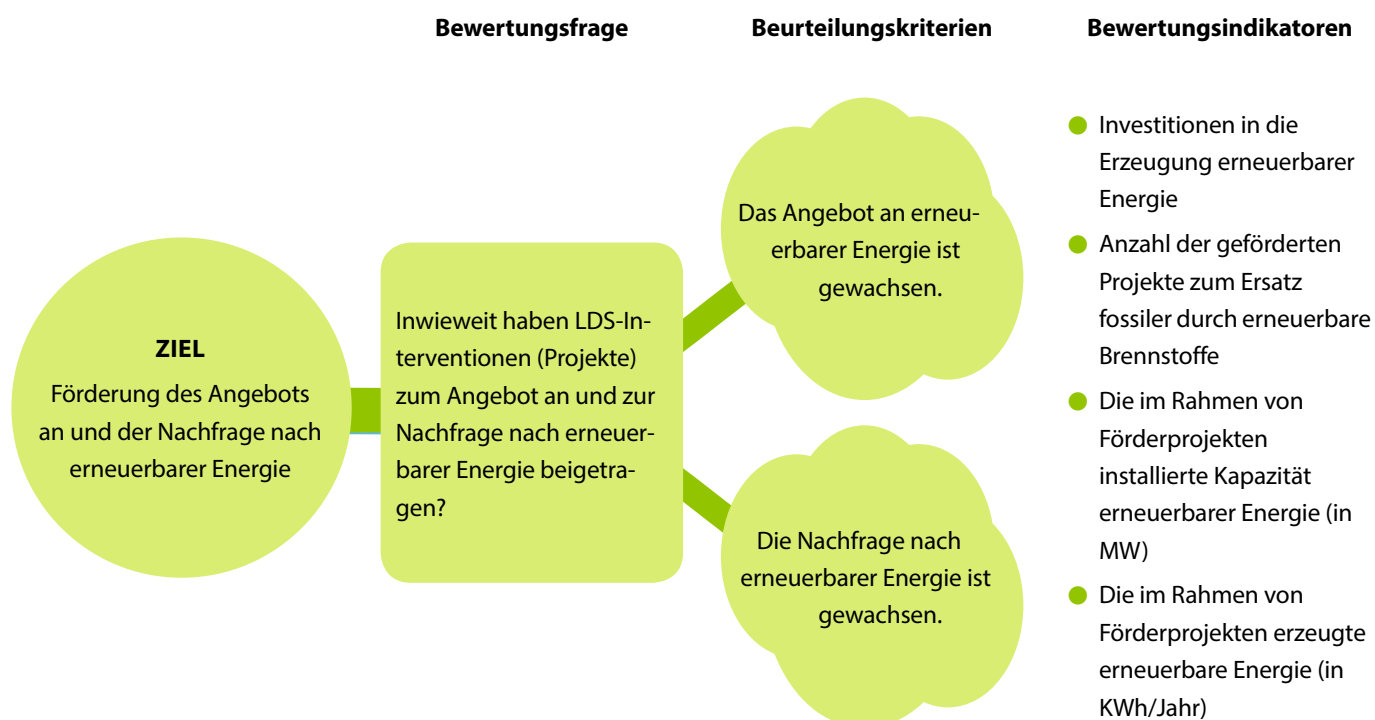 Bewertungsfrage
Beurteilungskriterien
Bewertungsindikatoren
ZIEL
Förderung des Angebots
an und der Nachfrage nach
erneuerbarer Energie
Inwieweit haben LDS-In-
terventionen (Projekte)
zum Angebot an und zur
Nachfrage nach erneuer-
barer Energie beigetra-
gen?
Das Angebot an erneu-
erbarer Energie ist
gewachsen.
Die Nachfrage nach
erneuerbarer Energie ist
gewachsen.
Investitionen in die
Erzeugung erneuerbarer
Energie
Anzahl der geförderten
Projekte zum Ersatz
fossiler durch erneuerbare
Brennstoffe
Die im Rahmen von
Förderprojekten
installierte Kapazität
erneuerbarer Energie (in
MW)
Die im Rahmen von
Förderprojekten erzeugte
erneuerbare Energie (in
KWh/Jahr)